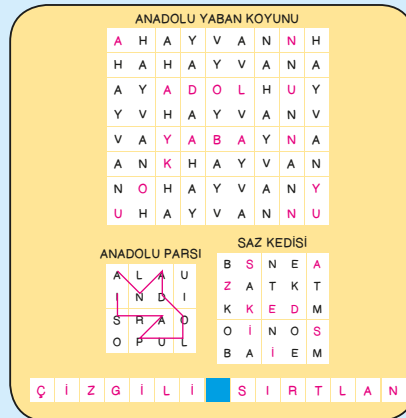 ANADOLU YABAN KOYUNU
A H A Y V A N N H
H A H A Y V A N A
A Y A D O L H U Y
Y V H A Y V A N V
V A Y A B A Y N A
A N K H A Y V A N
N O H A Y V A N Y
U H A Y V A N N U
ANADOLU PARSI
A L A U
I N D I
S R A O
O P U L
SAZ KEDİSİ
B S N E A
Z A T K T
K K E D M
O İ N O S
B A İ E M
Ç İ Z G İ L İ S I R T L A N